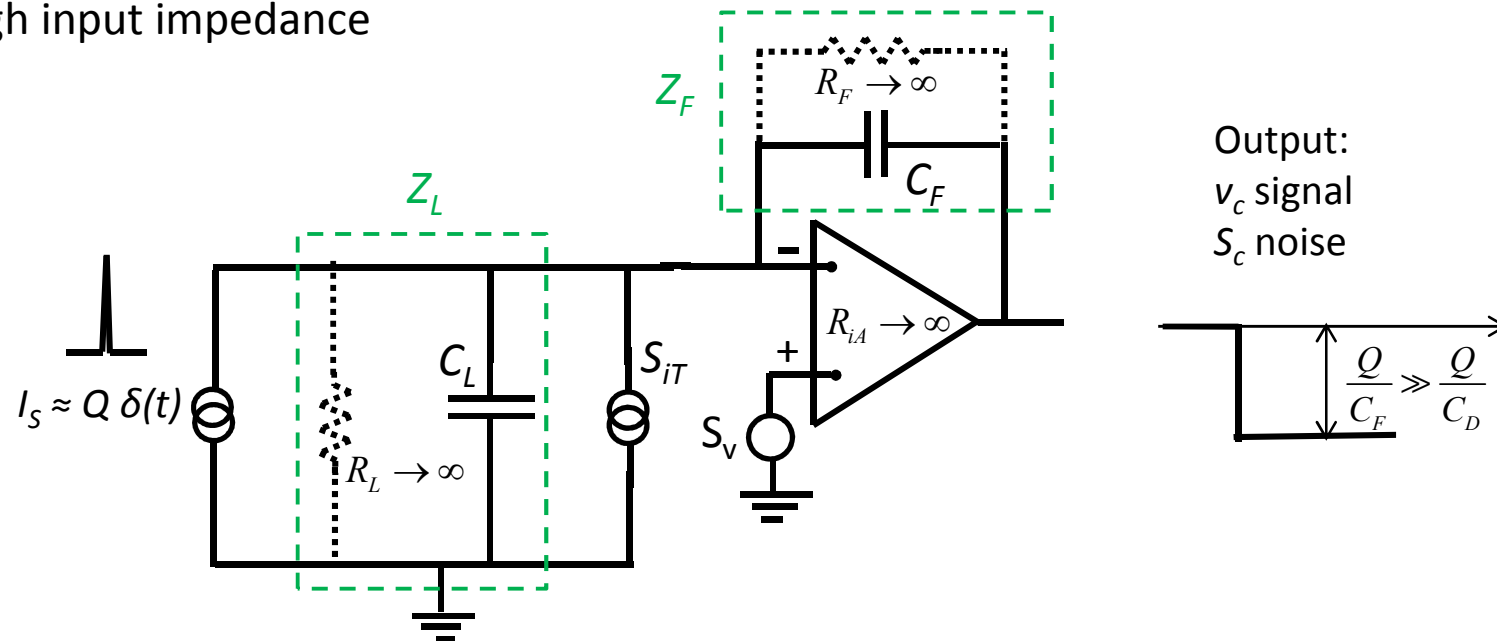 gh input impedance
Z_F
R_F → ∞
C_F
Output:
v_c signal
S_c noise
Z_L
-
R_iA → ∞
+
C_L
S_iT
I_S ≈ Q δ(t)
R_L → ∞
S_v
Q/C_F ≫ Q/C_D